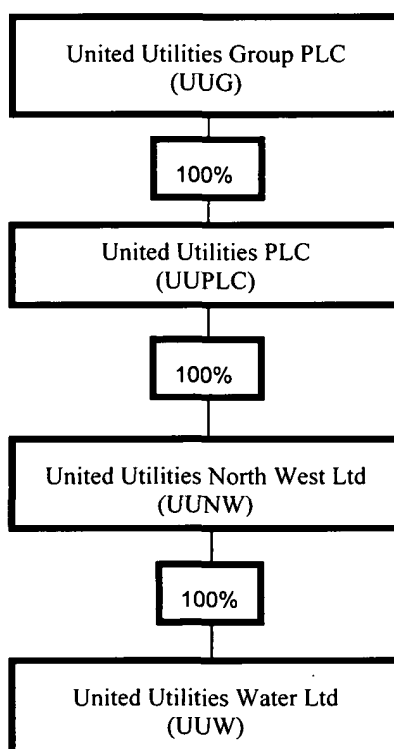 United Utilities Group PLC
(UUG)
100%
United Utilities PLC
(UUPLC)
100%
United Utilities North West Ltd
(UUNW)
100%
United Utilities Water Ltd
(UUW)